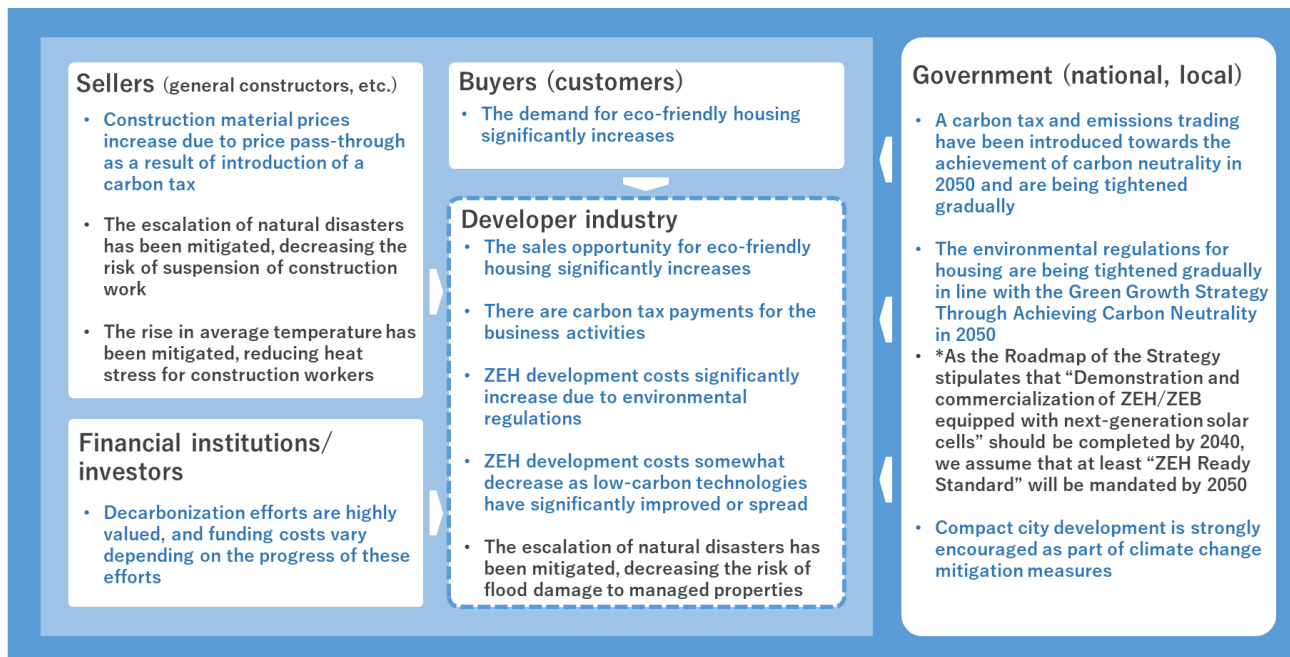 Sellers (general constructors, etc.)
• Construction material prices
increase due to price pass-through
as a result of introduction of a
carbon tax
• The escalation of natural disasters
has been mitigated, decreasing the
risk of suspension of construction
work
• The rise in average temperature has
been mitigated, reducing heat
stress for construction workers
Financial institutions/
investors
• Decarbonization efforts are highly
valued, and funding costs vary
depending on the progress of these
efforts
Buyers (customers)
• The demand for eco-friendly housing
significantly increases
Developer industry
• The sales opportunity for eco-friendly
housing significantly increases
• There are carbon tax payments for the
business activities
• ZEH development costs significantly
increase due to environmental
regulations
• ZEH development costs somewhat
decrease as low-carbon technologies
have significantly improved or spread
• The escalation of natural disasters has
been mitigated, decreasing the risk of
flood damage to managed properties
Government (national, local)
• A carbon tax and emissions trading
have been introduced towards the
achievement of carbon neutrality in
2050 and are being tightened
gradually
• The environmental regulations for
housing are being tightened gradually
in line with the Green Growth Strategy
Through Achieving Carbon Neutrality
in 2050
• *As the Roadmap of the Strategy
stipulates that “Demonstration and
commercialization of ZEH/ZEB
equipped with next-generation solar
cells” should be completed by 2040,
we assume that at least “ZEH Ready
Standard” will be mandated by 2050
• Compact city development is strongly
encouraged as part of climate change
mitigation measures